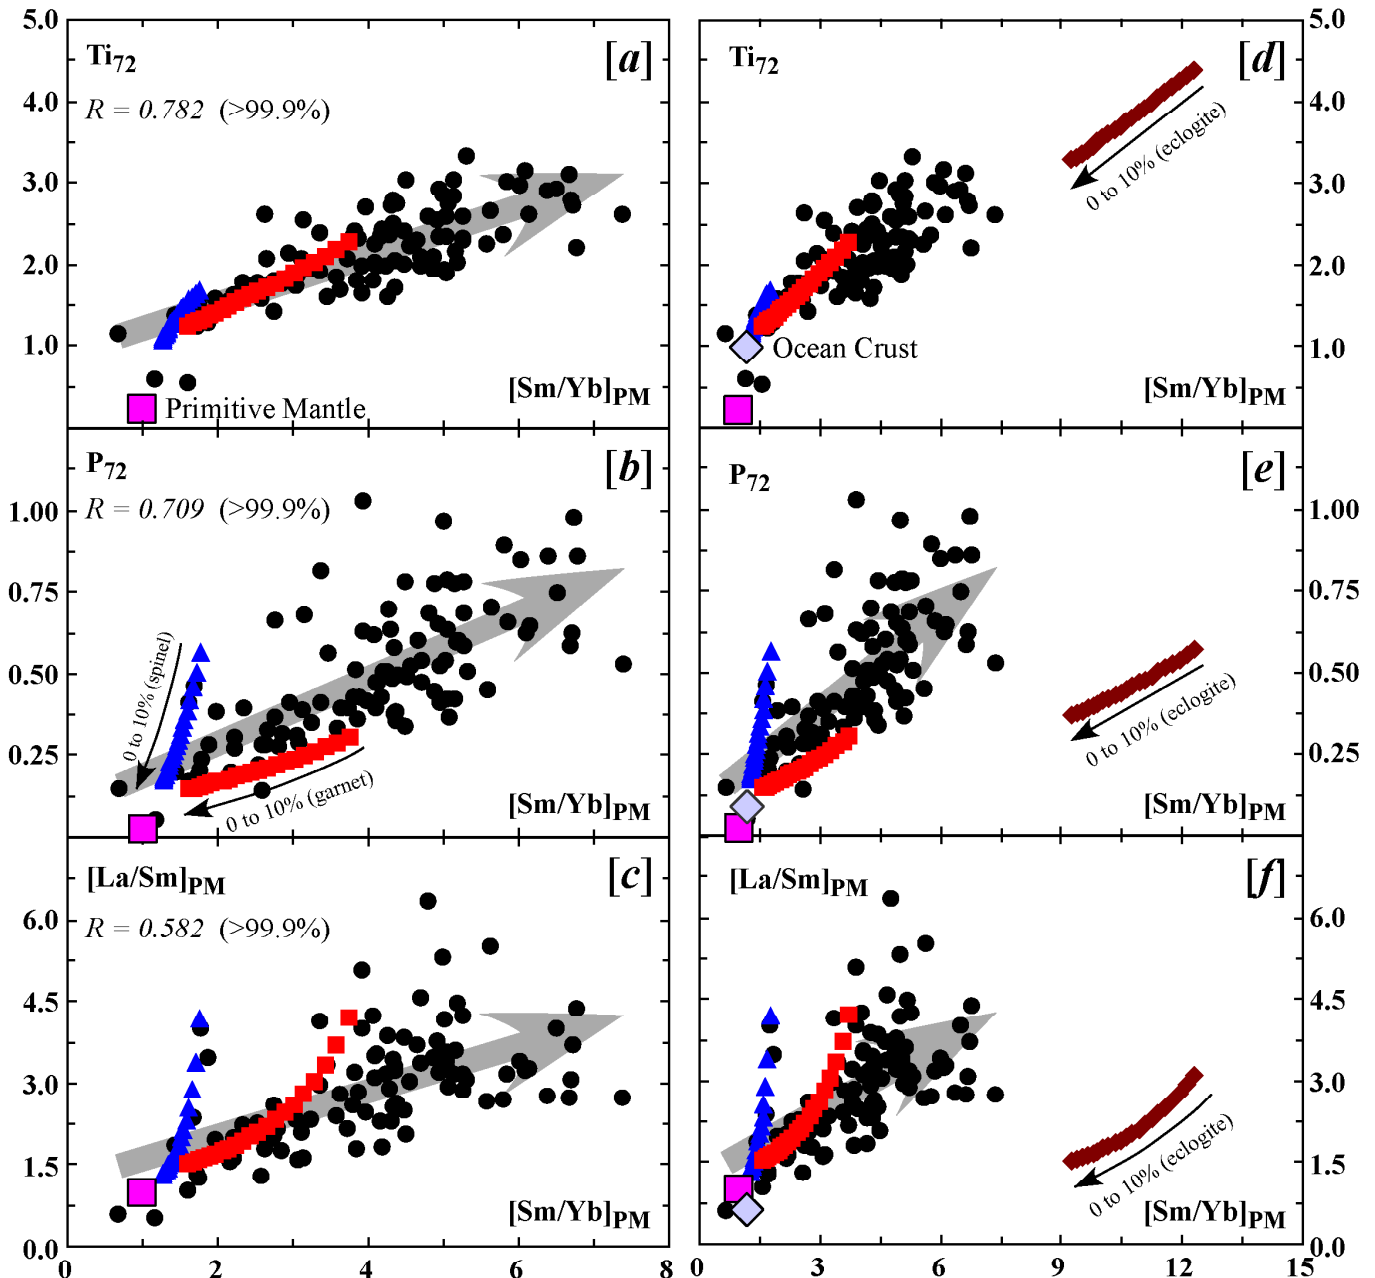 5.0
4.0
3.0
2.0
1.0
Ti72
[a]
R = 0.782 (>99.9%)
[Sm/Yb]PM
Primitive Mantle
Ti72
[d]
0 to 10% (eclogite)
Ocean Crust
[Sm/Yb]PM
5.0
4.0
3.0
2.0
1.0
1.00
0.75
0.50
0.25
P72
[b]
R = 0.709 (>99.9%)
0 to 10% (spinel)
0 to 10% (garnet)
[Sm/Yb]PM
P72
[e]
0 to 10% (eclogite)
[Sm/Yb]PM
1.00
0.75
0.50
0.25
6.0
4.5
3.0
1.5
0.0
[La/Sm]PM
[c]
R = 0.582 (>99.9%)
[Sm/Yb]PM
0 2 4 6 8
[La/Sm]PM
[f]
0 to 10% (eclogite)
[Sm/Yb]PM
6.0
4.5
3.0
1.5
0.0
0 3 6 9 12 15